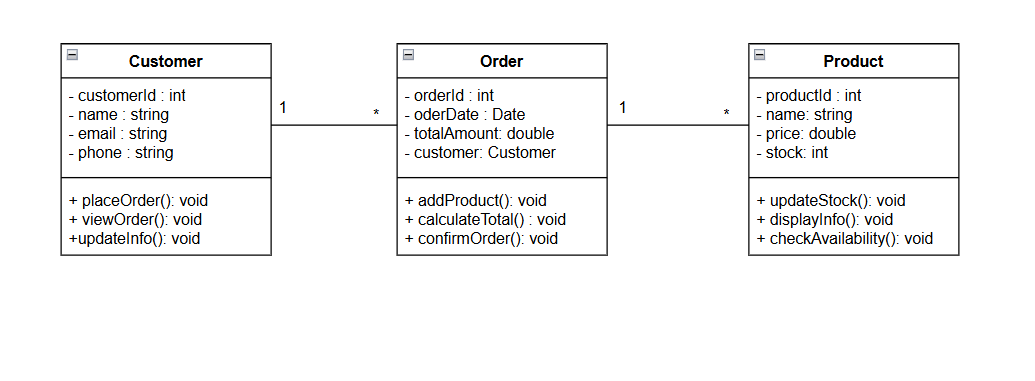 Customer
- customerId : int
- name : string
- email : string
- phone : string
+ placeOrder(): void
+ viewOrder(): void
+updateInfo(): void
1
*
Order
- orderId : int
- oderDate : Date
- totalAmount: double
- customer: Customer
+ addProduct(): void
+ calculateTotal() : void
+ confirmOrder(): void
1
*
Product
- productId : int
- name: string
- price: double
- stock: int
+ updateStock(): void
+ displayInfo(): void
+ checkAvailability(): void